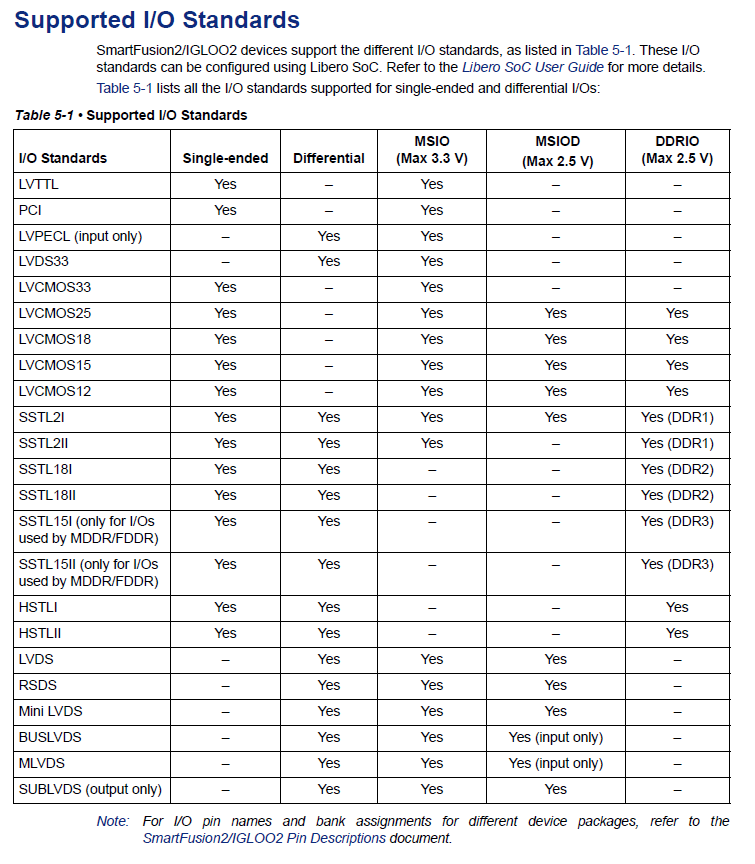 Supported I/O Standards
SmartFusion2/IGLOO2 devices support the different I/O standards, as listed in Table 5-1. These I/O
standards can be configured using Libero SoC. Refer to the Libero SoC User Guide for more details.
Table 5-1 lists all the I/O standards supported for single-ended and differential I/Os:
Table 5-1 • Supported I/O Standards
I/O Standards Single-ended Differential MSIO (Max 3.3 V) MSIOD (Max 2.5 V) DDRIO (Max 2.5 V)
LVTTL Yes – Yes – –
PCI Yes – Yes – –
LVPECL (input only) – Yes Yes – –
LVDS33 – Yes Yes – –
LVCMOS33 Yes – Yes – –
LVCMOS25 Yes – Yes Yes Yes
LVCMOS18 Yes – Yes Yes Yes
LVCMOS15 Yes – Yes Yes Yes
LVCMOS12 Yes – Yes Yes Yes
SSTL2I Yes Yes Yes Yes Yes (DDR1)
SSTL2II Yes Yes Yes – Yes (DDR1)
SSTL18I Yes Yes – – Yes (DDR2)
SSTL18II Yes Yes – – Yes (DDR2)
SSTL15I (only for I/Os Yes Yes – – Yes (DDR3)
used by MDDR/FDDR)
SSTL15II (only for I/Os Yes Yes – – Yes (DDR3)
used by MDDR/FDDR)
HSTLI Yes Yes – – Yes
HSTLII Yes Yes – – Yes
LVDS – Yes Yes Yes –
RSDS – Yes Yes Yes –
Mini LVDS – Yes Yes Yes –
BUSLVDS – Yes Yes Yes (input only) –
MLVDS – Yes Yes Yes (input only) –
SUBLVDS (output only) – Yes Yes Yes –
Note: For I/O pin names and bank assignments for different device packages, refer to the
SmartFusion2/IGLOO2 Pin Descriptions document.